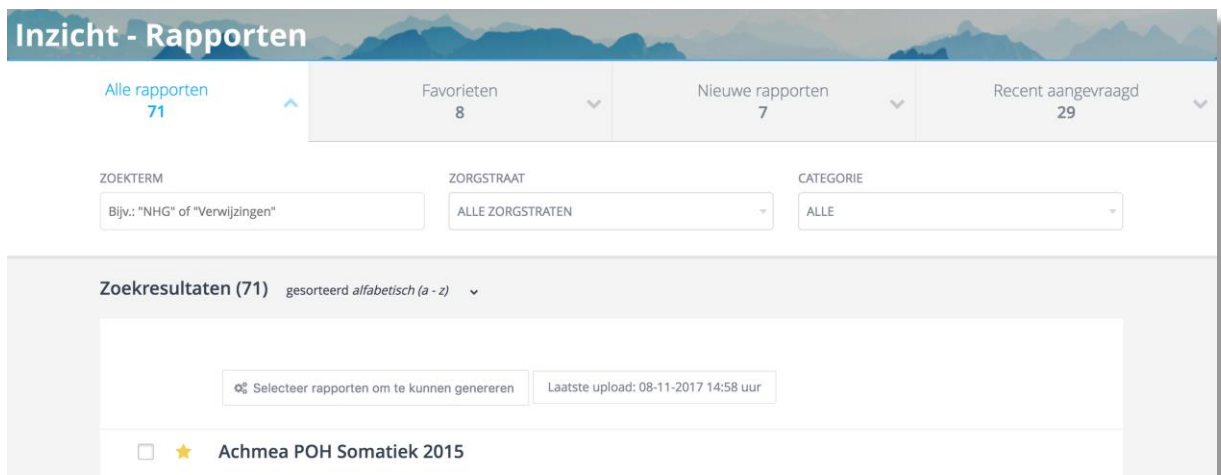 Inzicht - Rapporten
Alle rapporten
71
Favorieten
8
Nieuwe rapporten
7
Recent aangevraagd
29
ZOEKTERM
ZORGSTRAAT
CATEGORIE
Bijv.: "NHG" of "Verwijzingen"
ALLE ZORGSTRATEN
ALLE
Zoekresultaten (71) gesorteerd alfabetisch (a - z)
Selecteer rapporten om te kunnen genereren
Laatste upload: 08-11-2017 14:58 uur
Achmea POH Somatiek 2015